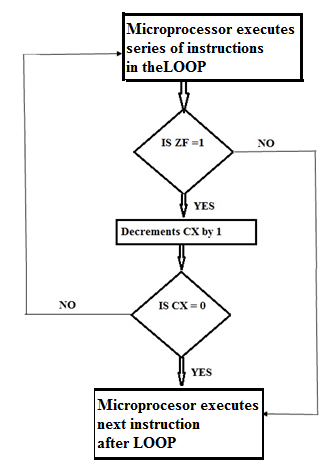 Microprocessor executes
series of instructions
in theLOOP
IS ZF =1
NO
YES
Decrements CX by 1
NO
IS CX = 0
YES
Microprocesor executes
next instruction
after LOOP